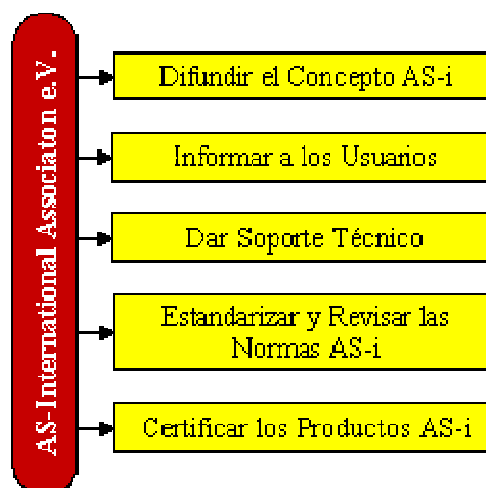 AS-International Associaton e.V.
Difundir el Concepto AS-i
Informar a los Usuarios
Dar Soporte Técnico
Estandarizar y Revisar las
Normas AS-i
Certificar los Productos AS-i